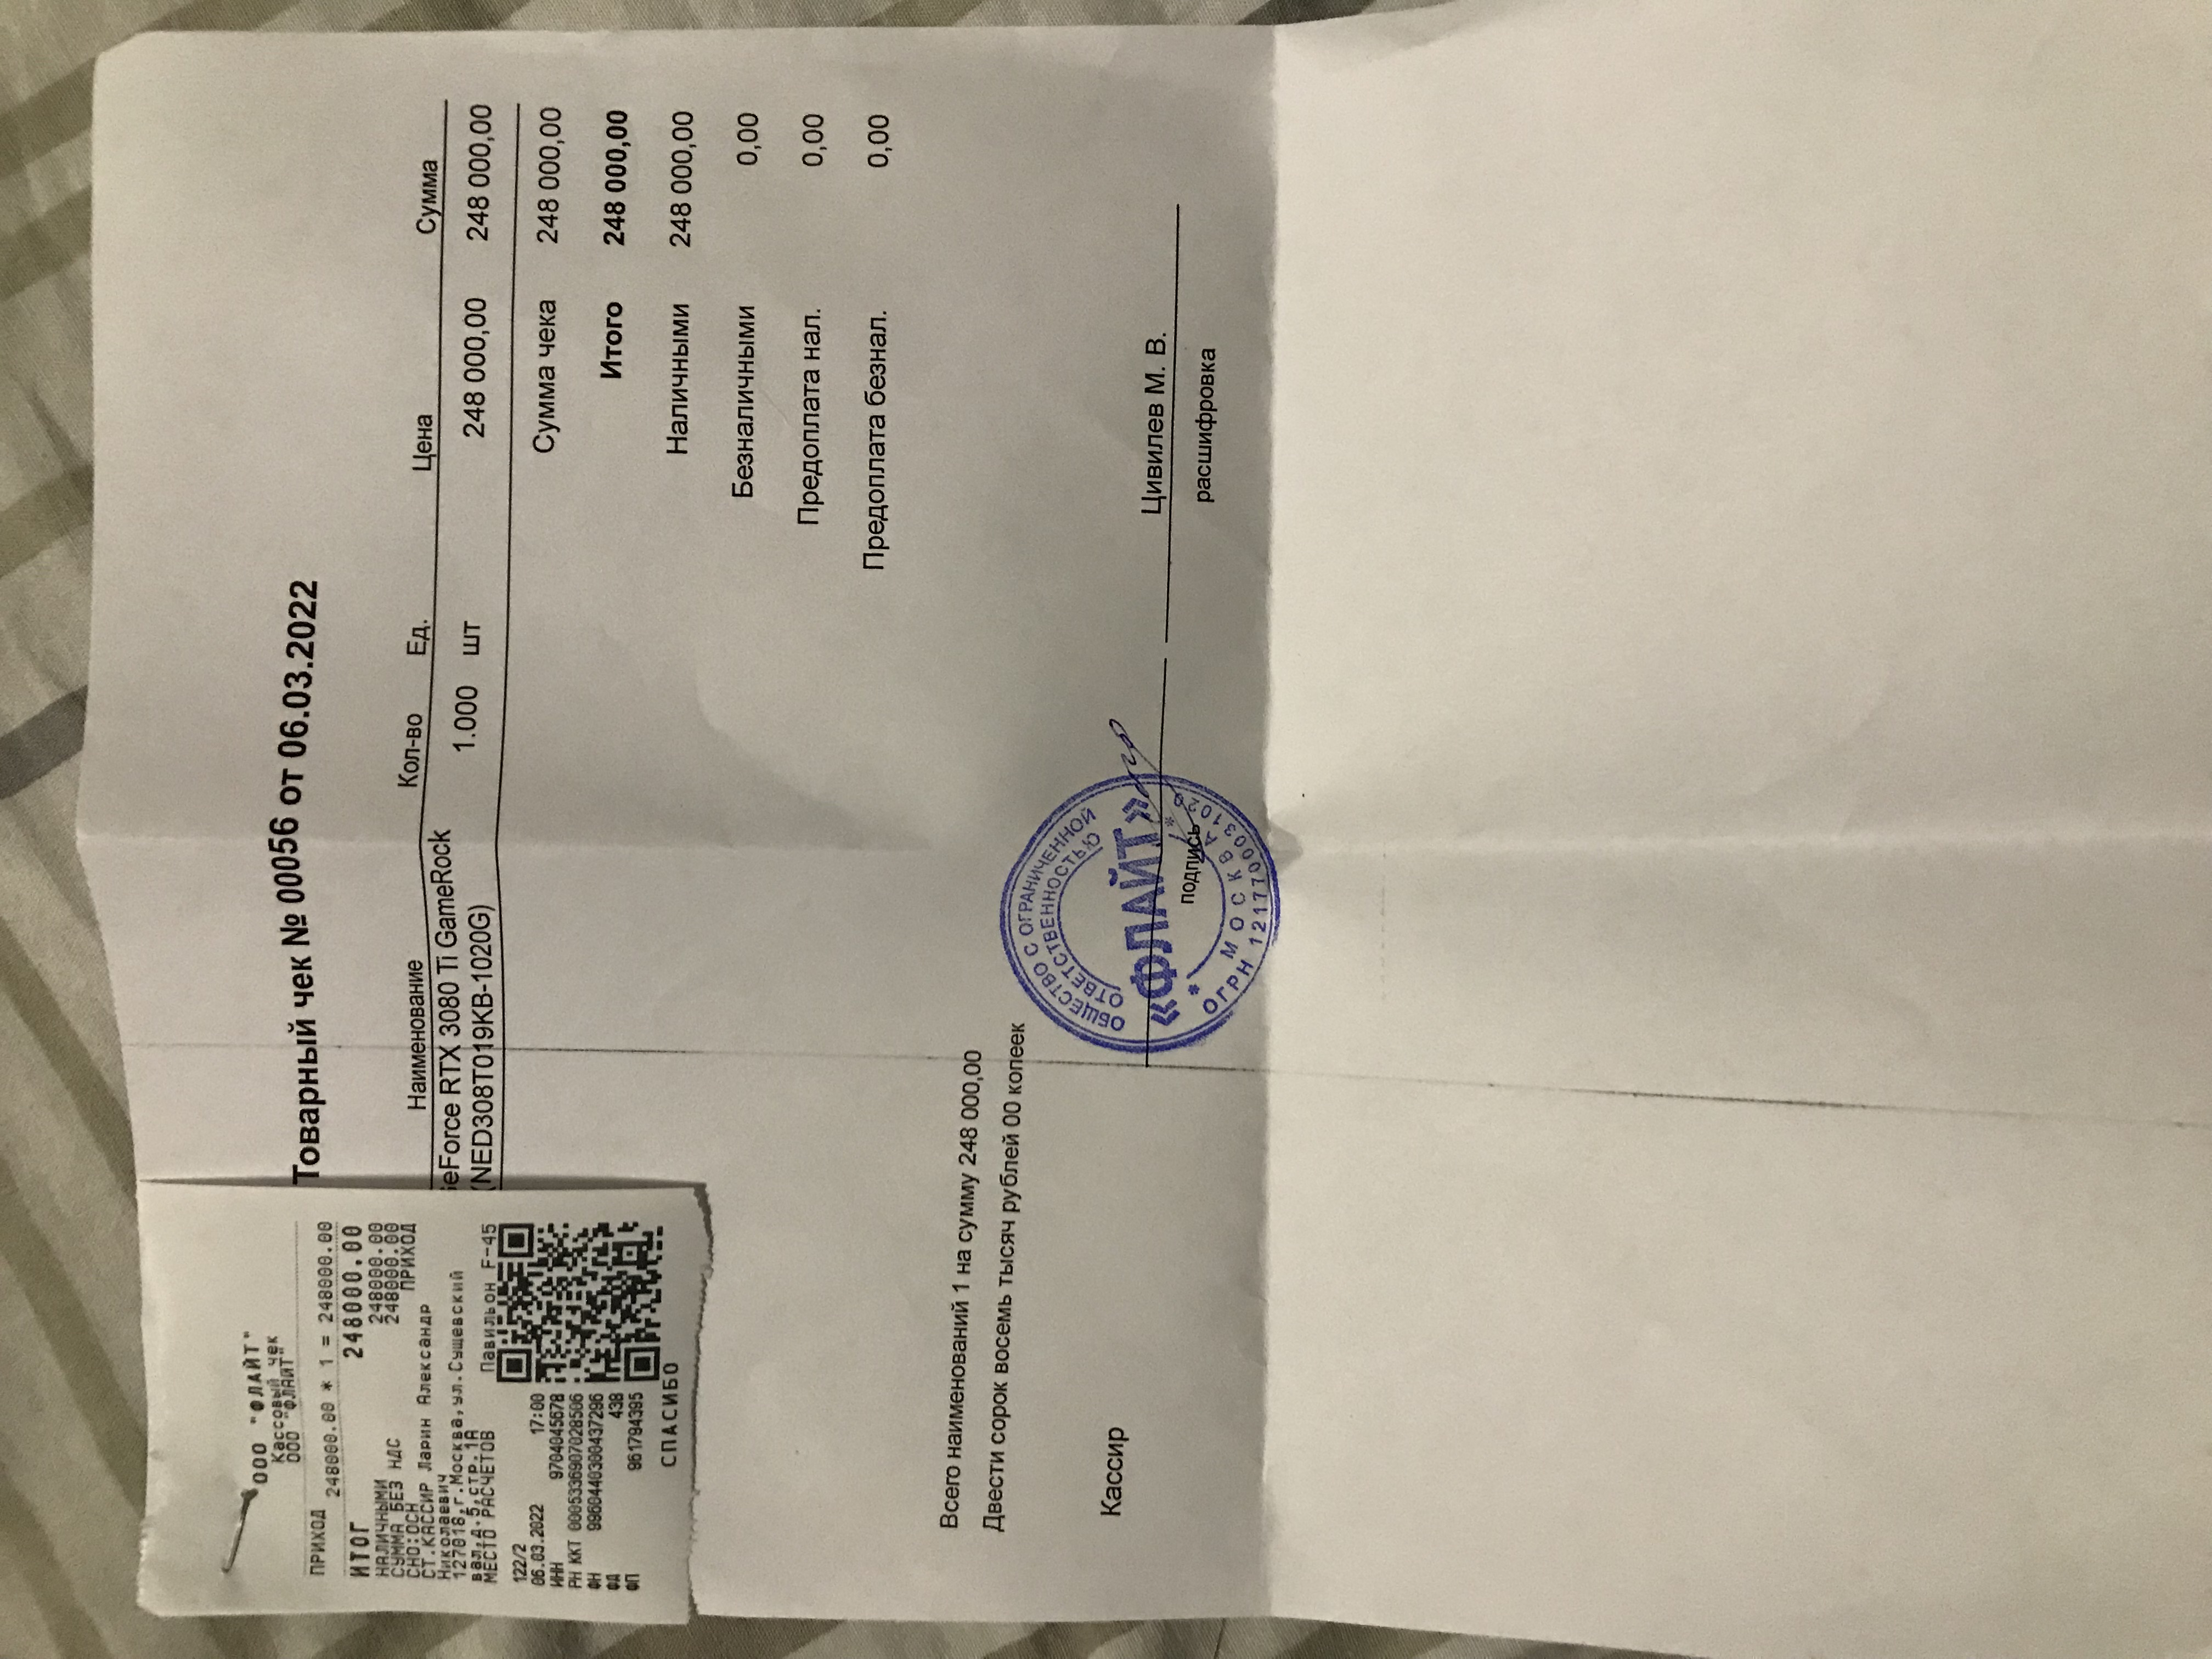 ООО "ФЛАЙТ"
Кассовый чек
ООО "ФЛАЙТ"
ПРИХОД
248000.00 * 1 = 248000.00
ИТОГ 248000.00
НАЛИЧНЫМИ 248000.00
СУММА БЕЗ НДС 248000.00
СНО:ОСН ПРИХОД
СТ.КАССИР Ларин Александр
Николаевич
127018,г.Москва,ул.Сущевский
вал,д.5,стр.1А
МЕСТО РАСЧЕТОВ Павильон F-45
122/2
06.03.2022 17:00
ИНН 9704045678
РН ККТ 0005336907028506
ФН 9960440300437296
ФД 438
ФП 961794395
СПАСИБО
Товарный чек № 00056 от 06.03.2022
Наименование Кол-во Ед. Цена Сумма
GeForce RTX 3080 Ti GameRock 1.000 шт 248 000,00 248 000,00
(NED308T019KB-1020G)
Сумма чека 248 000,00
Итого 248 000,00
Наличными 248 000,00
Безналичными 0,00
Предоплата нал. 0,00
Предоплата безнал. 0,00
Всего наименований 1 на сумму 248 000,00
Двести сорок восемь тысяч рублей 00 копеек
Кассир Цивилев М. В.
подпись расшифровка
ОБЩЕСТВО С ОГРАНИЧЕННОЙ
ОТВЕТСТВЕННОСТЬЮ
«ФЛАЙТ»
* МОСКВА *
ОГРН